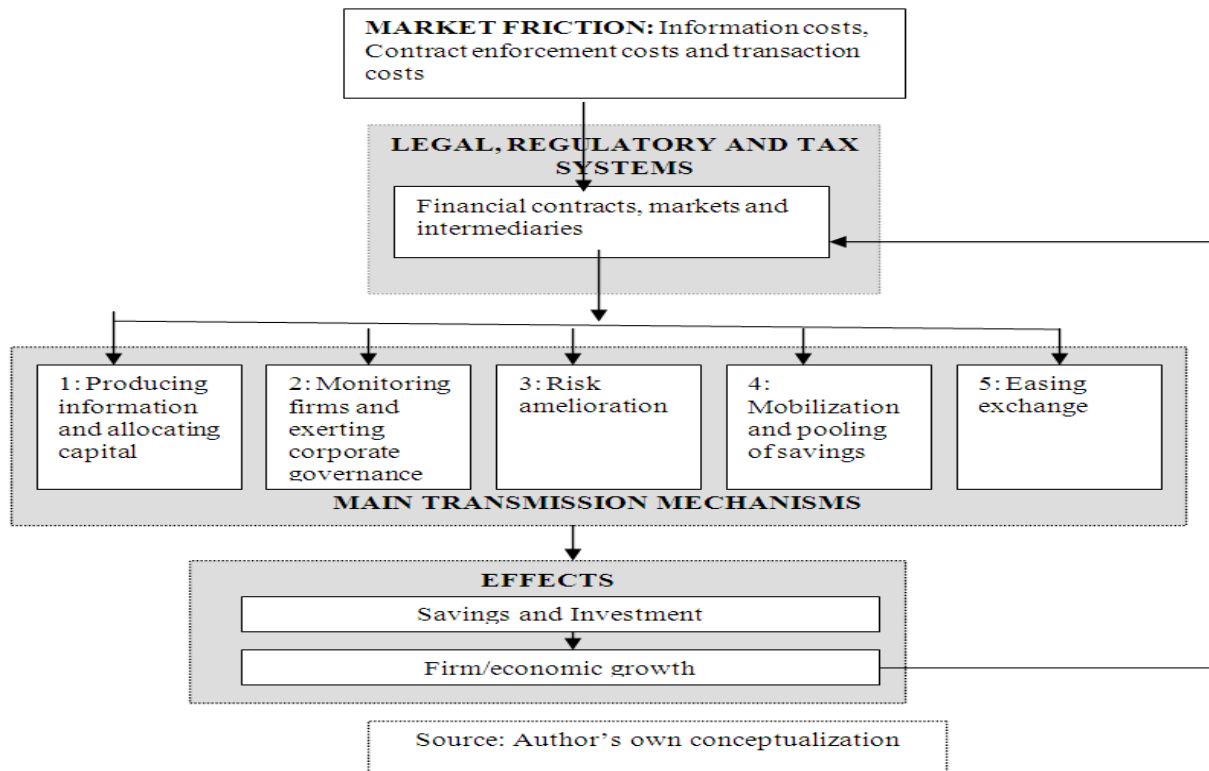 MARKET FRICTION: Information costs,
Contract enforcement costs and transaction
costs
LEGAL, REGULATORY AND TAX
SYSTEMS
Financial contracts, markets and
intermediaries
1: Producing
information
and allocating
capital
2: Monitoring
firms and
exerting
corporate
governance
3: Risk
amelioration
4:
Mobilization
and pooling
of savings
5: Easing
exchange
MAIN TRANSMISSION MECHANISMS
EFFECTS
Savings and Investment
Firm/economic growth
Source: Author's own conceptualization